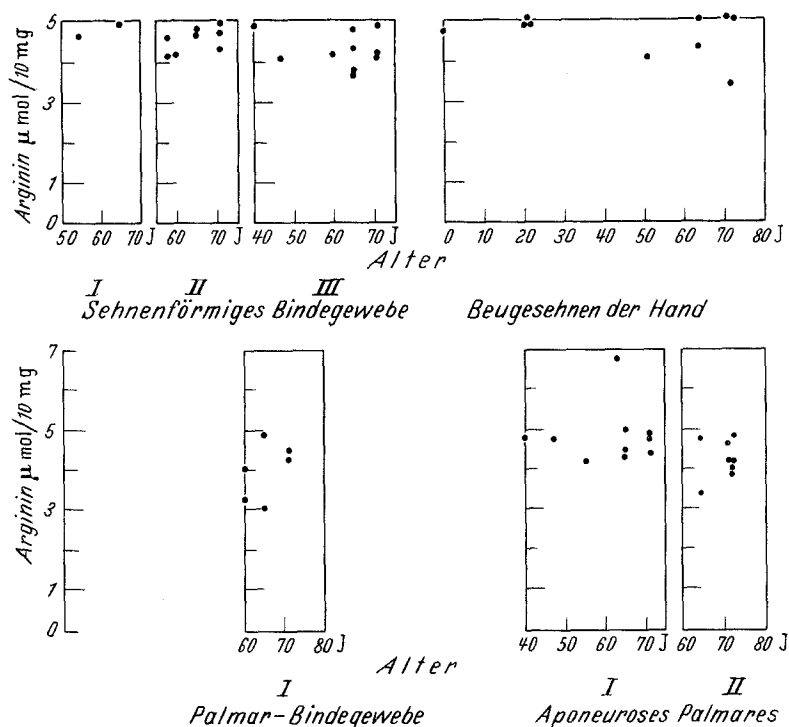 Arginin μ mol/10 mg
5
3
1
0
50 60 70 J
60 70 J
40 50 60 70 J
0 10 20 30 40 50 60 70 80 J
Alter
I II III
Sehnenförmiges Bindegewebe
Beugesehnen der Hand
Arginin μ mol/10 mg
7
5
3
1
0
60 70 80 J
40 50 60 70 J
60 70 80 J
Alter
I
I II
Palmar-Bindegewebe
Aponeuroses Palmares